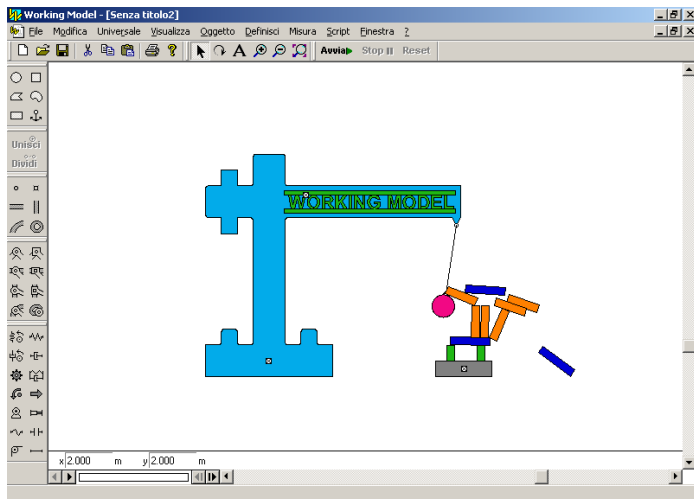 Working Model - [Senza titolo2]
File Modifica Universale Visualizza Oggetto Definisci Misura Script Finestra ?
A Avvia Stop Reset
Unisci
Dividi
WORKING MODEL
x 2.000 m y 2.000 m